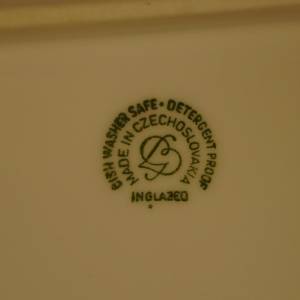 DISH WASHER SAFE • DETERGENT PROOF
MADE IN CZECHOSLOVAKIA
INGLAZED